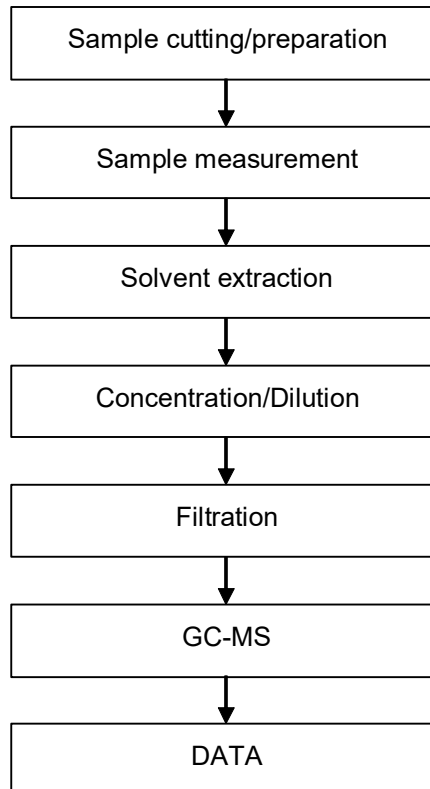 Sample cutting/preparation
Sample measurement
Solvent extraction
Concentration/Dilution
Filtration
GC-MS
DATA